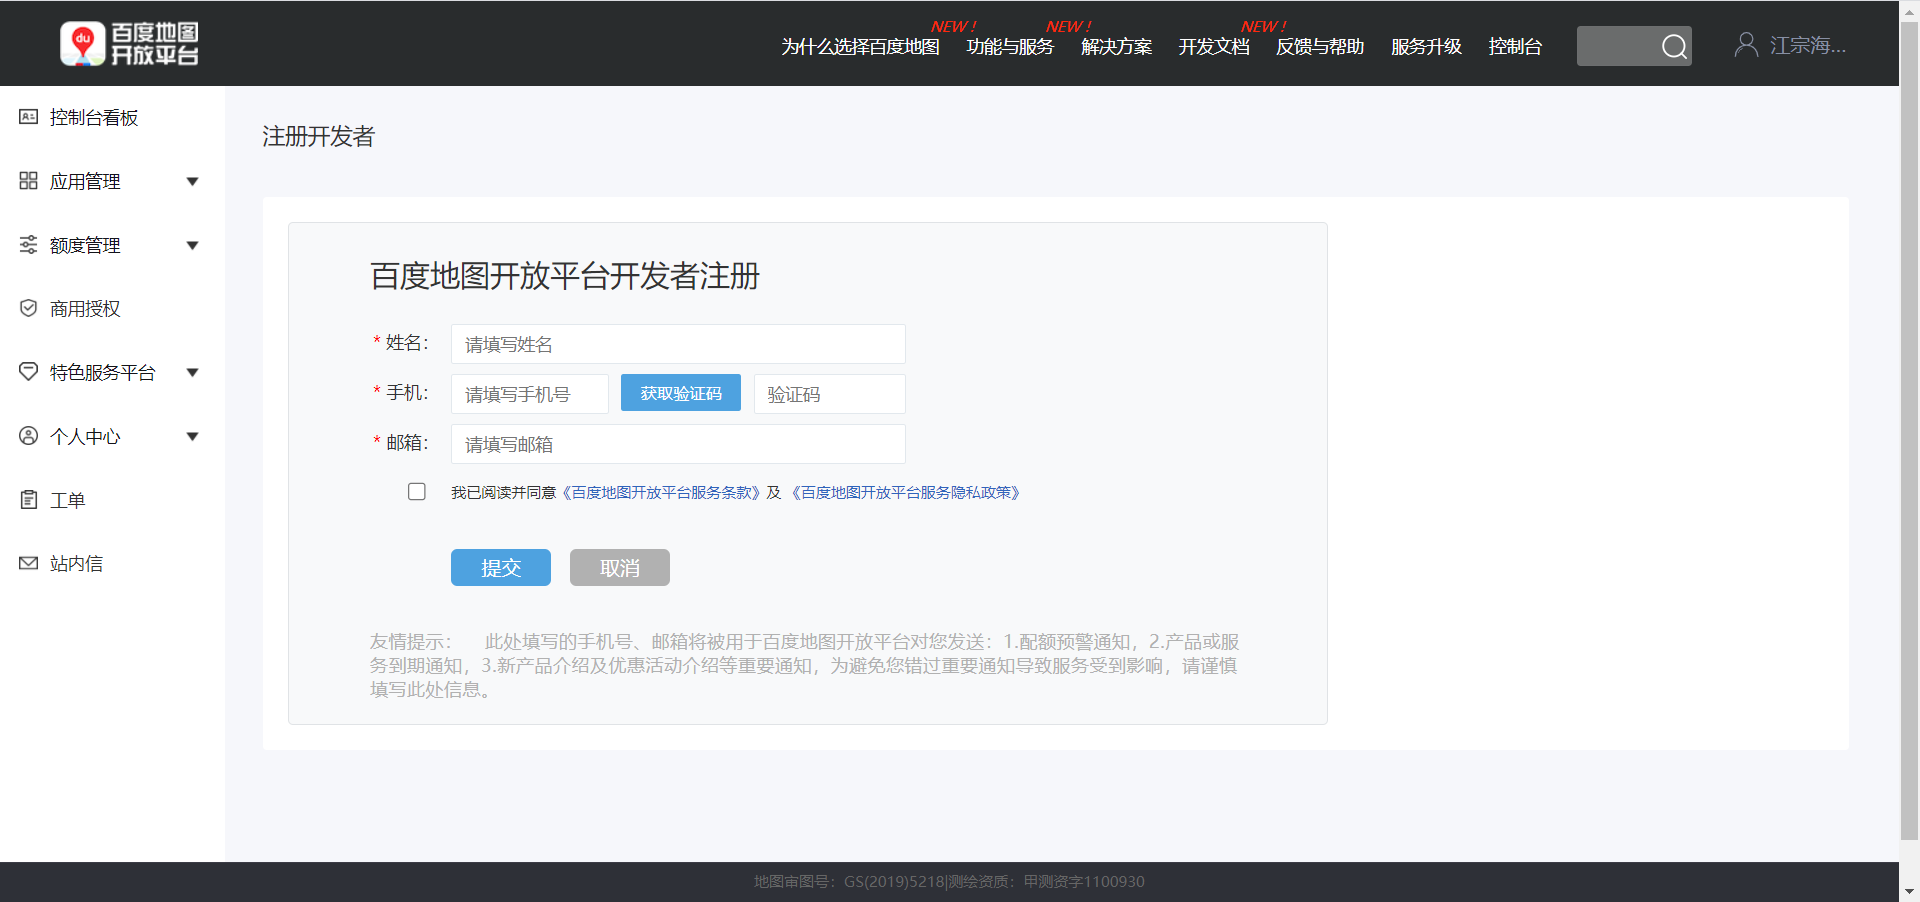 du 百度地图
开放平台
NEW !
NEW !
NEW !
为什么选择百度地图 功能与服务 解决方案 开发文档 反馈与帮助 服务升级 控制台 江宗海...
控制台看板
应用管理
额度管理
商用授权
特色服务平台
个人中心
工单
站内信
注册开发者
百度地图开放平台开发者注册
* 姓名： 请填写姓名
* 手机： 请填写手机号 获取验证码 验证码
* 邮箱： 请填写邮箱
我已阅读并同意《百度地图开放平台服务条款》及 《百度地图开放平台服务隐私政策》
提交 取消
友情提示： 此处填写的手机号、邮箱将被用于百度地图开放平台对您发送：1.配额预警通知，2.产品或服
务到期通知，3.新产品介绍及优惠活动介绍等重要通知，为避免您错过重要通知导致服务受到影响，请谨慎
填写此处信息。
地图审图号：GS(2019)5218|测绘资质：甲测资字1100930